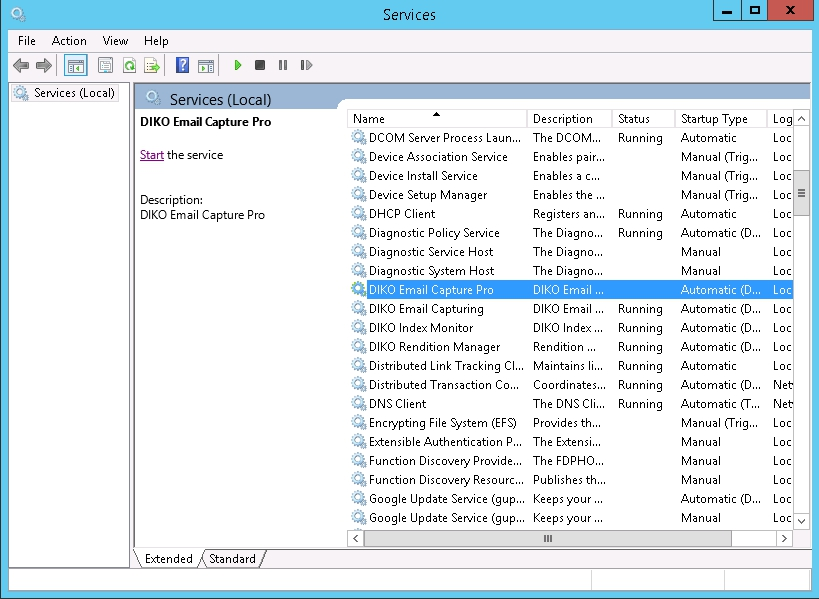 Services
File Action View Help
Services (Local)
Services (Local)
DIKO Email Capture Pro
Start the service
Description:
DIKO Email Capture Pro
Name Description Status Startup Type Log
DCOM Server Process Laun... The DCOM... Running Automatic Loc
Device Association Service Enables pair... Manual (Trig... Loc
Device Install Service Enables a c... Manual (Trig... Loc
Device Setup Manager Enables the ... Manual (Trig... Loc
DHCP Client Registers an... Running Automatic Loc
Diagnostic Policy Service The Diagno... Running Automatic (D... Loc
Diagnostic Service Host The Diagno... Manual Loc
Diagnostic System Host The Diagno... Manual Loc
DIKO Email Capture Pro DIKO Email ... Automatic (D... Loc
DIKO Email Capturing DIKO Email ... Running Automatic (D... Loc
DIKO Index Monitor DIKO Index ... Running Automatic (D... Loc
DIKO Rendition Manager Rendition ... Running Automatic (D... Loc
Distributed Link Tracking Cl... Maintains li... Running Automatic Loc
Distributed Transaction Co... Coordinates... Running Automatic (D... Net
DNS Client The DNS Cli... Running Automatic (T... Net
Encrypting File System (EFS) Provides th... Manual (Trig... Loc
Extensible Authentication P... The Extensi... Manual Loc
Function Discovery Provide... The FDPHO... Manual Loc
Function Discovery Resourc... Publishes th... Manual Loc
Google Update Service (gup... Keeps your ... Automatic (D... Loc
Google Update Service (gup... Keeps your ... Manual Loc
Extended Standard